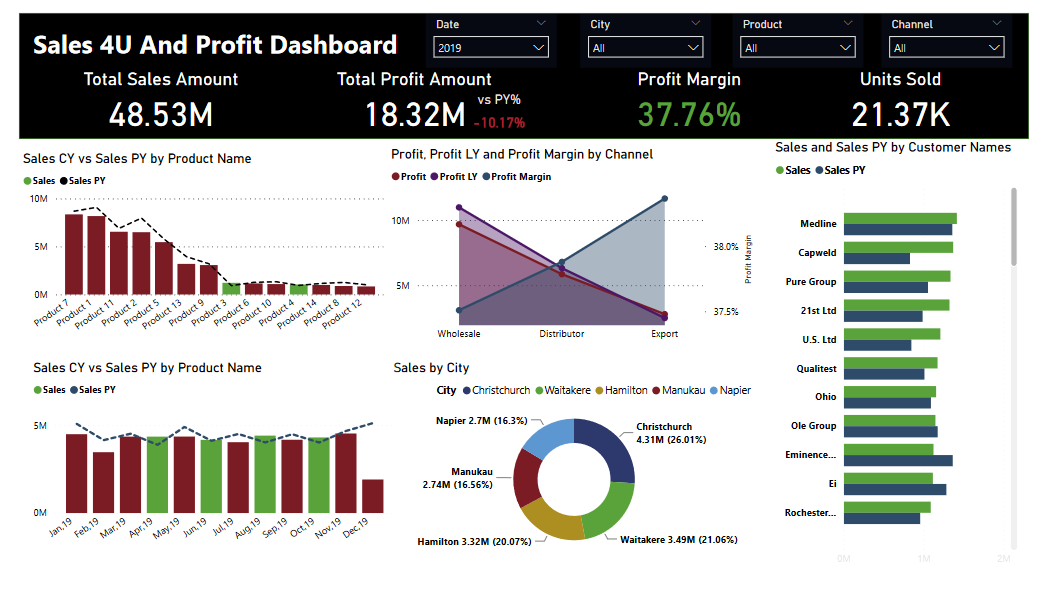 Sales 4U And Profit Dashboard
Date
2019
City
All
Product
All
Channel
All
Total Sales Amount
48.53M
Total Profit Amount
18.32M
vs PY%
-10.17%
Profit Margin
37.76%
Units Sold
21.37K
Sales CY vs Sales PY by Product Name
Sales Sales PY
10M
5M
0M
Product 7
Product 1
Product 11
Product 2
Product 5
Product 13
Product 9
Product 3
Product 6
Product 10
Product 4
Product 14
Product 8
Product 12
Profit, Profit LY and Profit Margin by Channel
Profit Profit LY Profit Margin
10M
5M
38.0%
37.5%
Profit Margin
Wholesale
Distributor
Export
Sales and Sales PY by Customer Names
Sales Sales PY
Medline
Capweld
Pure Group
21st Ltd
U.S. Ltd
Qualitest
Ohio
Ole Group
Eminence...
Ei
Rochester...
0M
1M
2M
Sales CY vs Sales PY by Product Name
Sales Sales PY
5M
0M
Jan,19
Feb,19
Mar,19
Apr,19
May,19
Jun,19
Jul,19
Aug,19
Sep,19
Oct,19
Nov,19
Dec,19
Sales by City
City Christchurch Waitakere Hamilton Manukau Napier
Napier 2.7M (16.3%)
Christchurch
4.31M (26.01%)
Manukau
2.74M (16.56%)
Hamilton 3.32M (20.07%)
Waitakere 3.49M (21.06%)